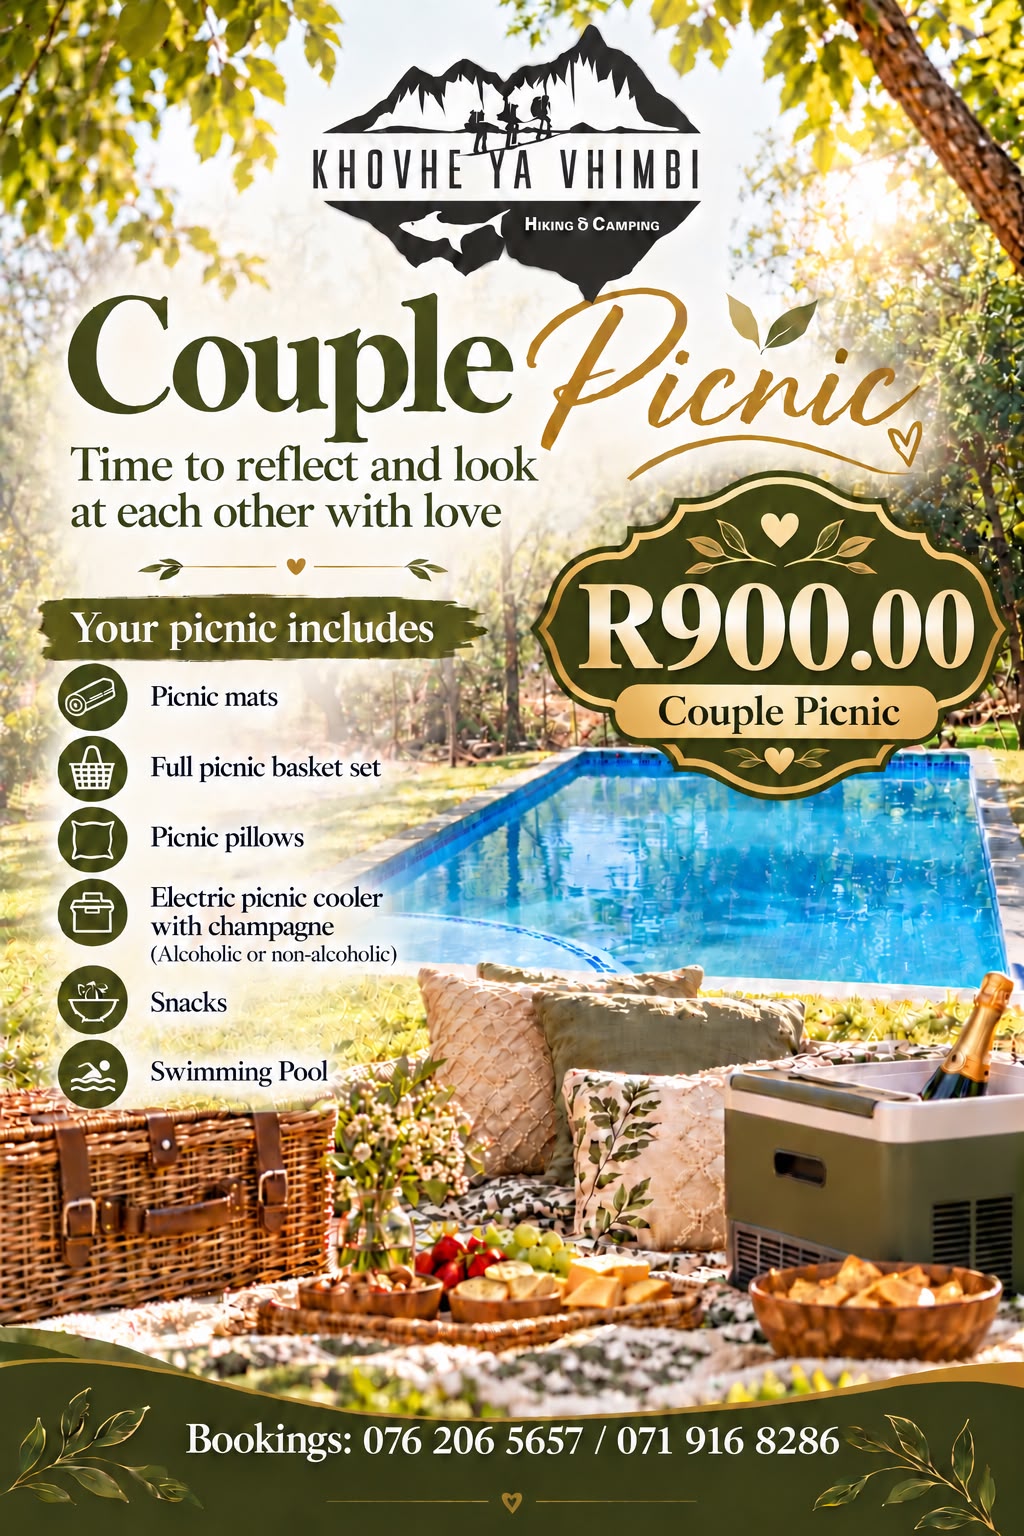 KHOVHE YA VHIMBI
HIKING & CAMPING
Couple Picnic
Time to reflect and look
at each other with love
Your picnic includes
Picnic mats
Full picnic basket set
Picnic pillows
Electric picnic cooler
with champagne
(Alcoholic or non-alcoholic)
Snacks
Swimming Pool
R900.00
Couple Picnic
Bookings: 076 206 5657 / 071 916 8286